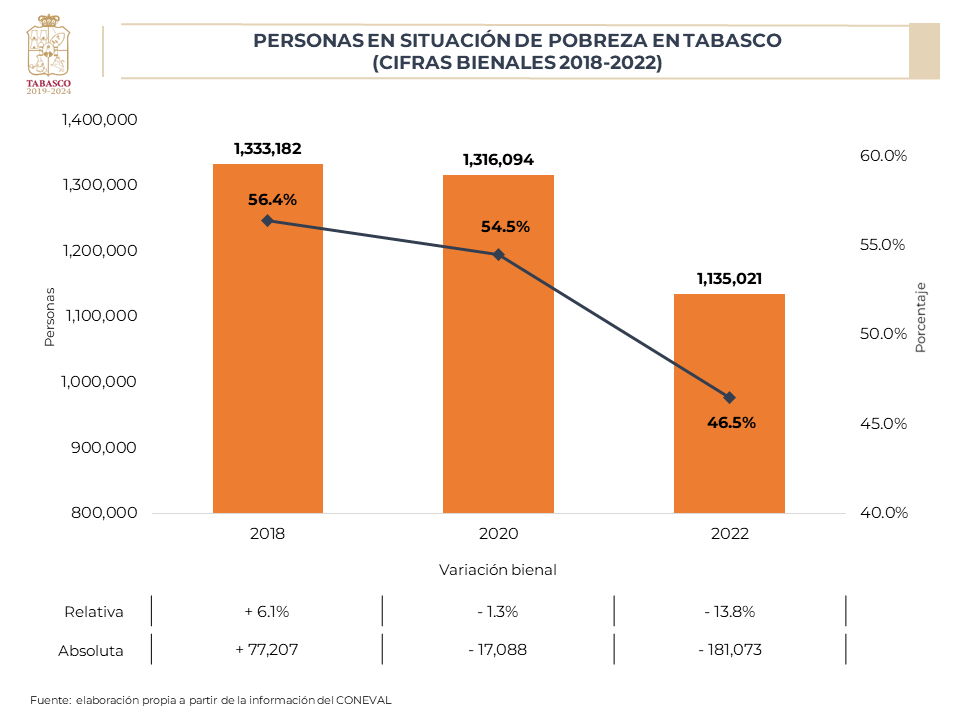 PERSONAS EN SITUACIÓN DE POBREZA EN TABASCO
(CIFRAS BIENALES 2018-2022)
TABASCO
2019-2024
1,400,000
1,300,000
1,200,000
1,100,000
1,000,000
900,000
800,000
Personas
1,333,182
1,316,094
1,135,021
56.4%
54.5%
46.5%
60.0%
55.0%
50.0%
45.0%
40.0%
Porcentaje
2018 2020 2022
Variación bienal
Relativa + 6.1% - 1.3% - 13.8%
Absoluta + 77,207 - 17,088 - 181,073
Fuente: elaboración propia a partir de la información del CONEVAL